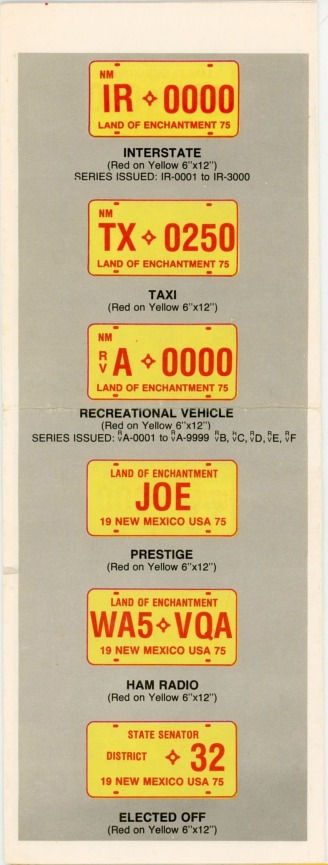 NM
IR 0000
LAND OF ENCHANTMENT 75
INTERSTATE
(Red on Yellow 6"x12")
SERIES ISSUED: IR-0001 to IR-3000
NM
TX 0250
LAND OF ENCHANTMENT 75
TAXI
(Red on Yellow 6"x12")
NM
RV A 0000
LAND OF ENCHANTMENT 75
RECREATIONAL VEHICLE
(Red on Yellow 6"x12")
SERIES ISSUED: RVA-0001 to RVA-9999 RVB, RVC, RVD, RVE, RVF
LAND OF ENCHANTMENT
JOE
19 NEW MEXICO USA 75
PRESTIGE
(Red on Yellow 6"x12")
LAND OF ENCHANTMENT
WA5 VQA
19 NEW MEXICO USA 75
HAM RADIO
(Red on Yellow 6"x12")
STATE SENATOR
DISTRICT 32
19 NEW MEXICO USA 75
ELECTED OFF
(Red on Yellow 6"x12")